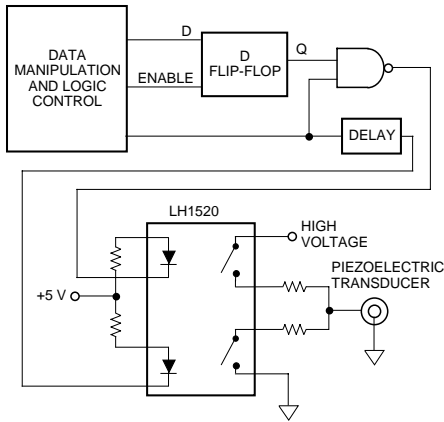 DATA
MANIPULATION
AND LOGIC
CONTROL
D
ENABLE
D
FLIP-FLOP
Q
DELAY
LH1520
HIGH
VOLTAGE
PIEZOELECTRIC
TRANSDUCER
+5 V